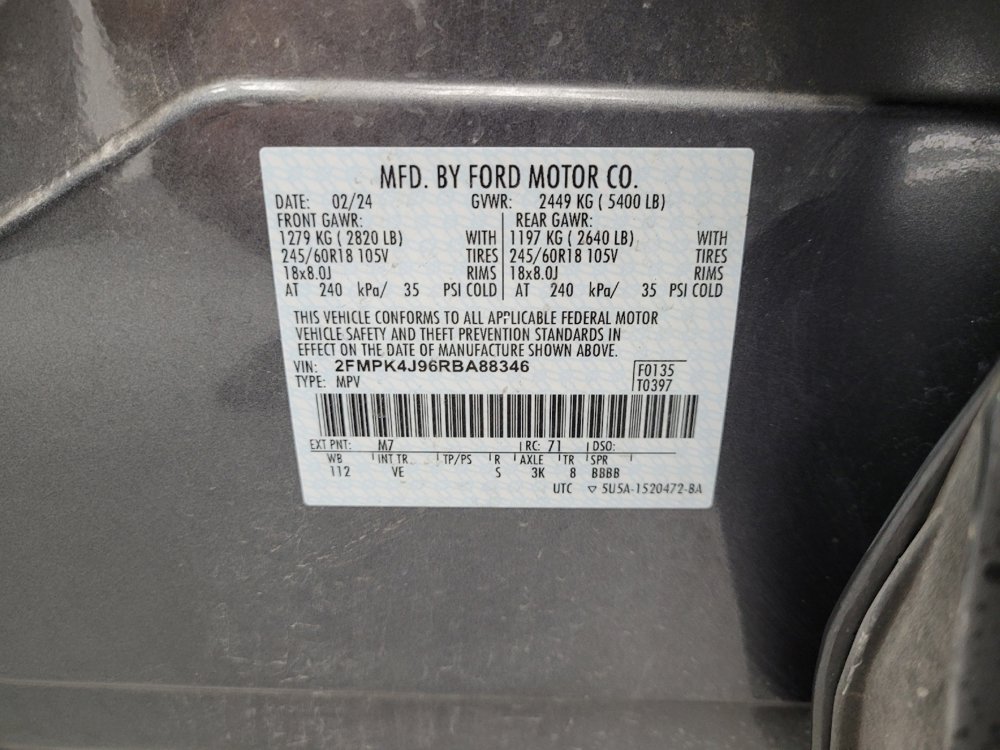 MFD. BY FORD MOTOR CO.
DATE: 02/24 GVWR: 2449 KG ( 5400 LB)
FRONT GAWR: REAR GAWR:
1279 KG ( 2820 LB) WITH 1197 KG ( 2640 LB) WITH
245/60R18 105V TIRES 245/60R18 105V TIRES
18x8.0J RIMS 18x8.0J RIMS
AT 240 kPa/ 35 PSI COLD AT 240 kPa/ 35 PSI COLD
THIS VEHICLE CONFORMS TO ALL APPLICABLE FEDERAL MOTOR
VEHICLE SAFETY AND THEFT PREVENTION STANDARDS IN
EFFECT ON THE DATE OF MANUFACTURE SHOWN ABOVE.
VIN: 2FMPK4J96RBA88346 F0135
TYPE: MPV T0397
EXT PNT: M7 RC: 71 DSO:
WB INT TR TP/PS R AXLE TR SPR
112 VE S 3K 8 BBBB
UTC ▽ 5U5A-1520472-BA